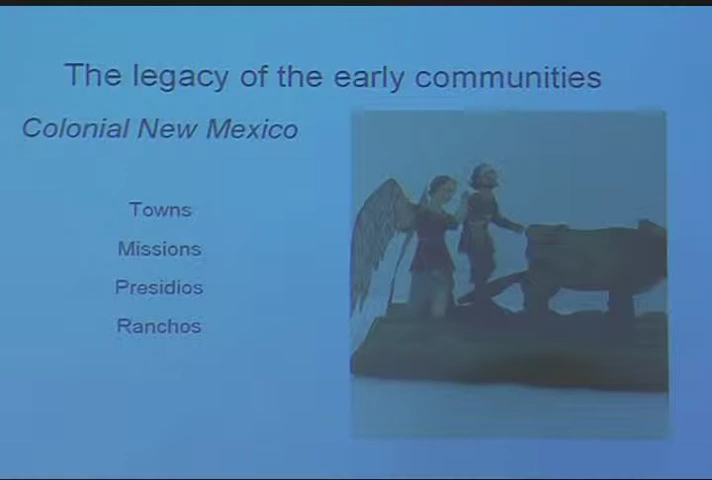 The legacy of the early communities
Colonial New Mexico
Towns
Missions
Presidios
Ranchos